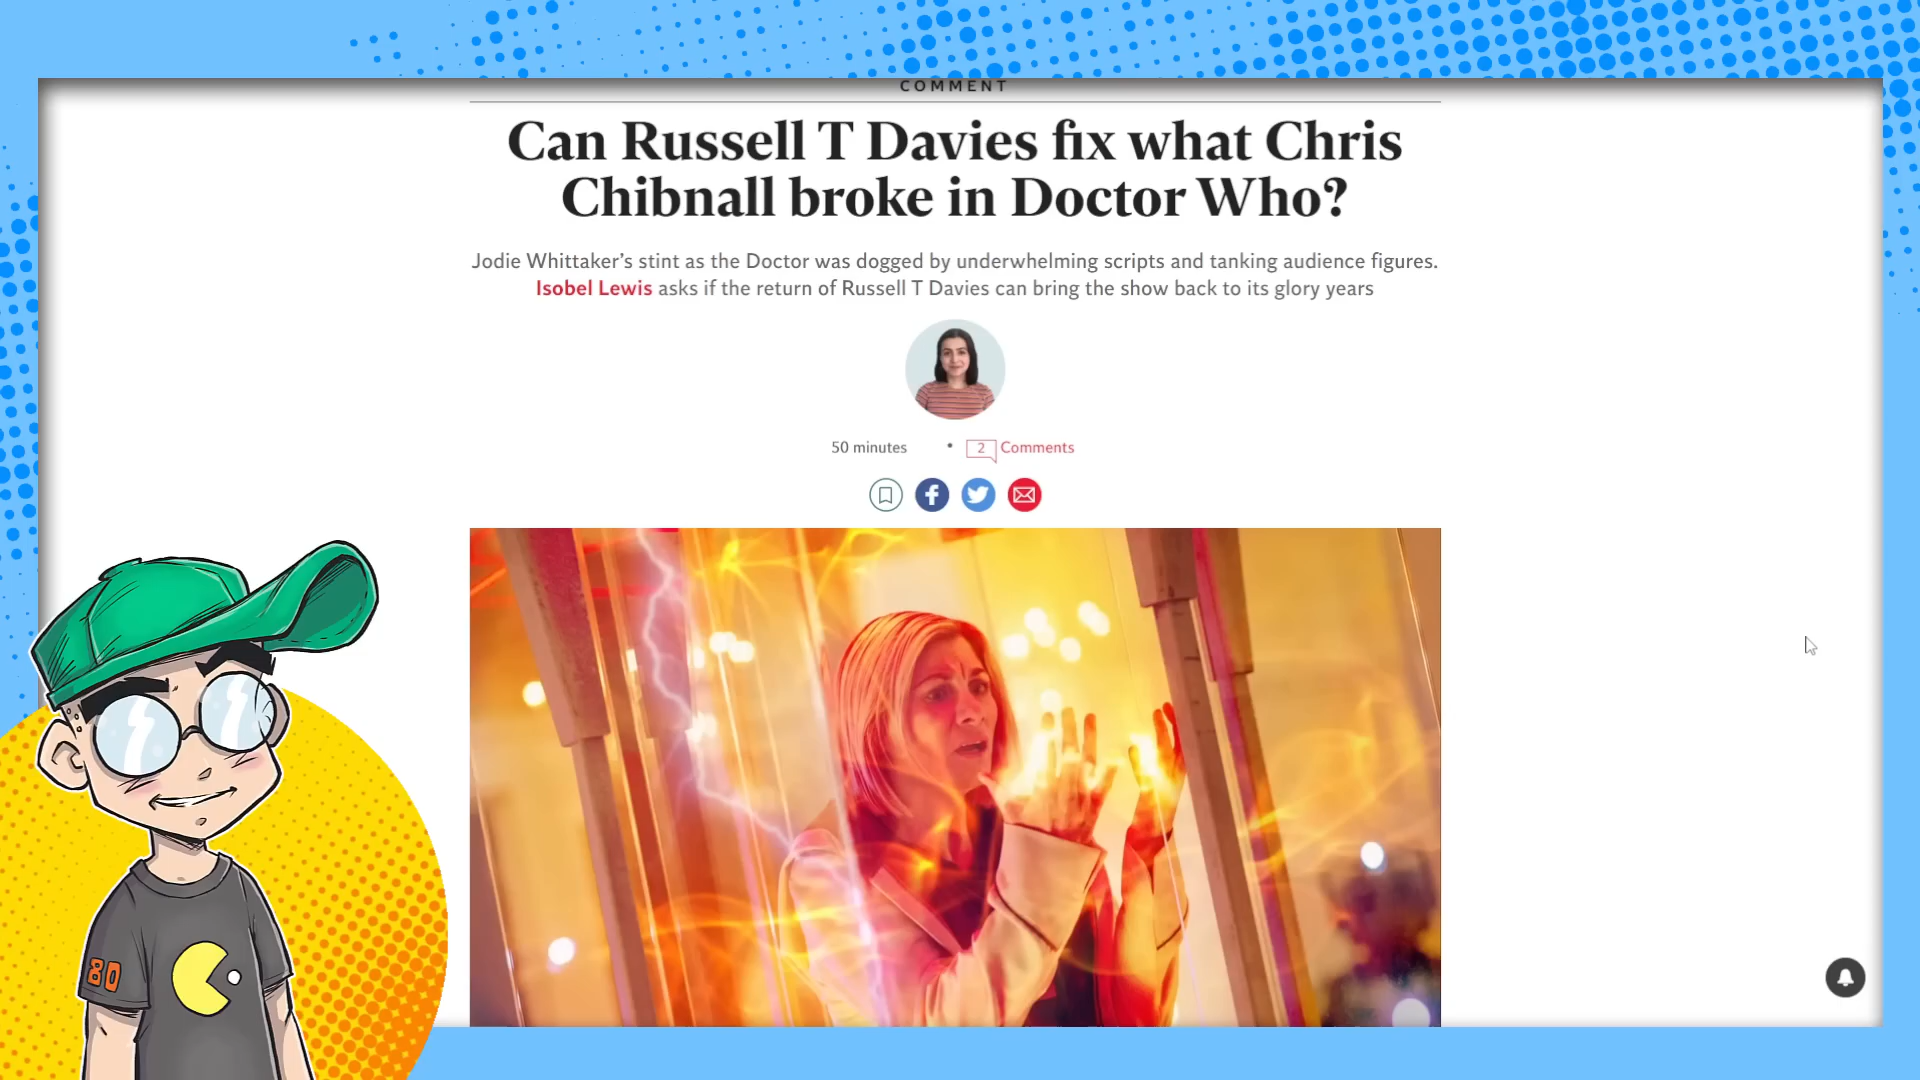 COMMENT
Can Russell T Davies fix what Chris
Chibnall broke in Doctor Who?
Jodie Whittaker’s stint as the Doctor was dogged by underwhelming scripts and tanking audience figures.
Isobel Lewis asks if the return of Russell T Davies can bring the show back to its glory years
50 minutes • 2 Comments
80